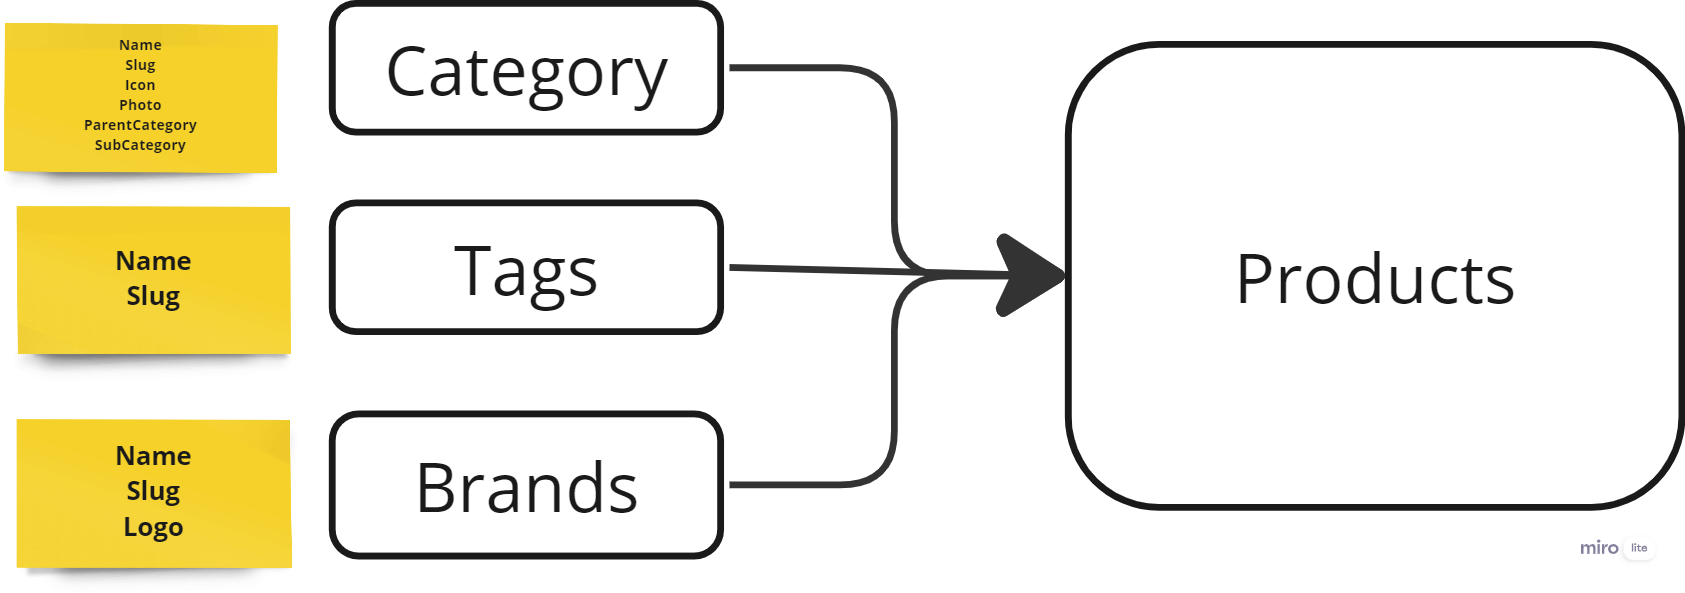 Name
Slug
Icon
Photo
ParentCategory
SubCategory
Category
Name
Slug
Tags
Name
Slug
Logo
Brands
Products
miro lite